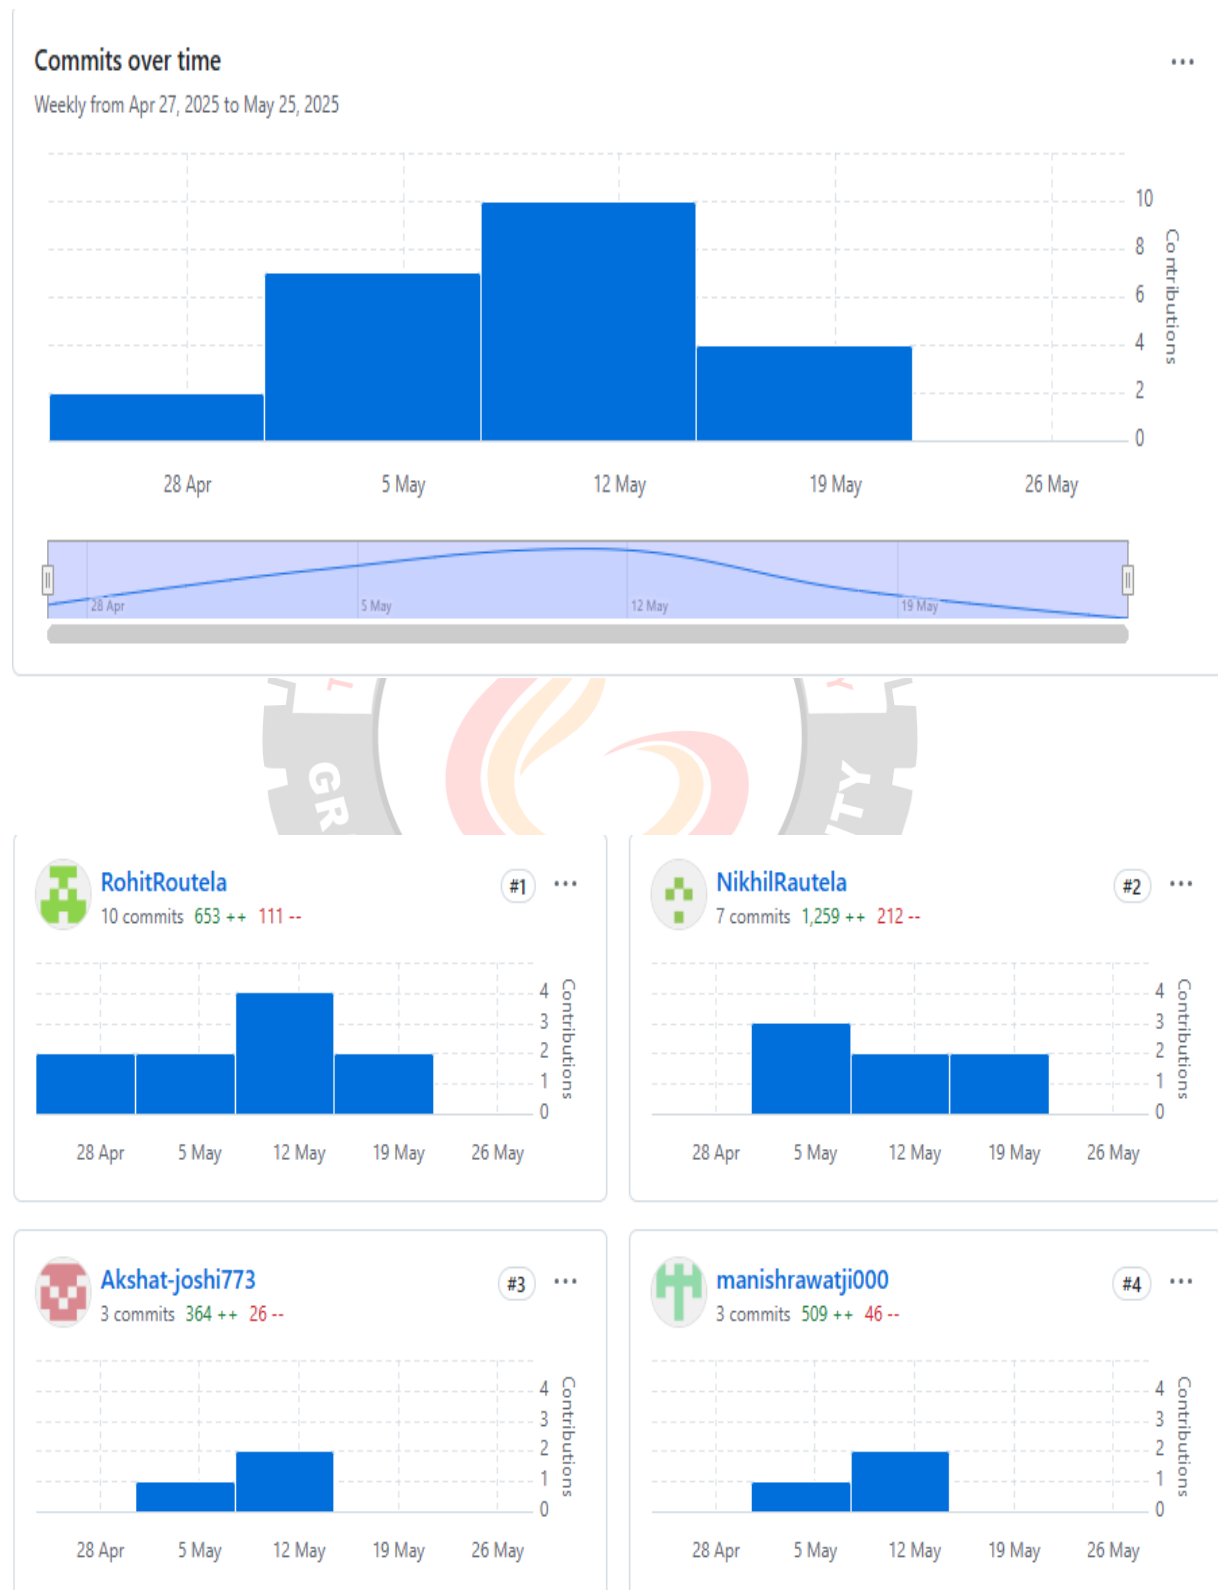 Commits over time
Weekly from Apr 27, 2025 to May 25, 2025
10
8
6
4
2
0
Contributions
28 Apr 5 May 12 May 19 May 26 May
28 Apr 5 May 12 May 19 May
L Y
GR ITY
RohitRoutela #1
10 commits 653 ++ 111 --
4
3
2
1
0
Contributions
28 Apr 5 May 12 May 19 May 26 May
NikhilRautela #2
7 commits 1,259 ++ 212 --
4
3
2
1
0
Contributions
28 Apr 5 May 12 May 19 May 26 May
Akshat-joshi773 #3
3 commits 364 ++ 26 --
4
3
2
1
0
Contributions
28 Apr 5 May 12 May 19 May 26 May
manishrawatji000 #4
3 commits 509 ++ 46 --
4
3
2
1
0
Contributions
28 Apr 5 May 12 May 19 May 26 May